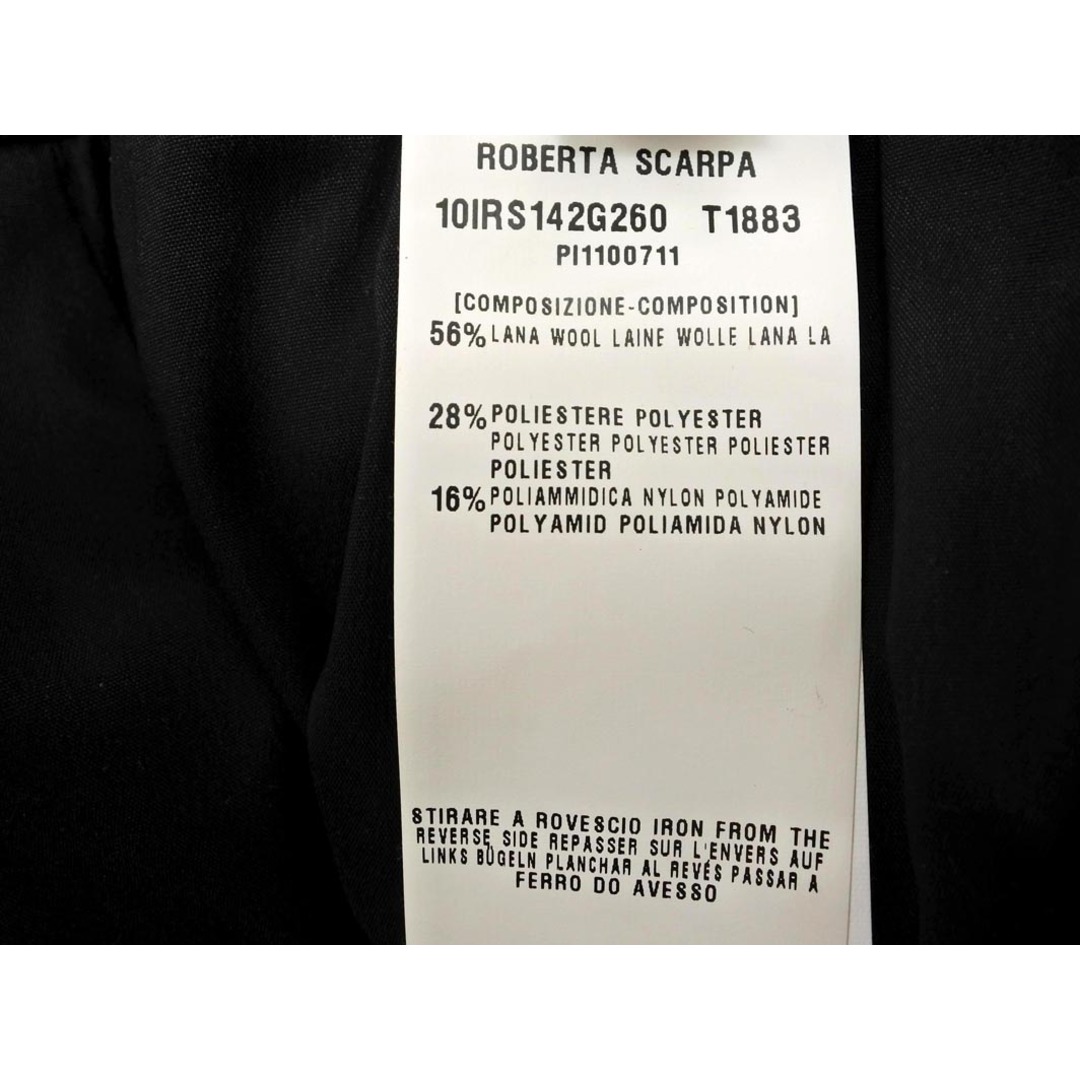 ROBERTA SCARPA
10IRS142G260 T1883
PI1100711
[COMPOSIZIONE-COMPOSITION]
56% LANA WOOL LAINE WOLLE LANA LA
28% POLIESTERE POLYESTER
POLYESTER POLYESTER POLIESTER
POLIESTER
16% POLIAMMIDICA NYLON POLYAMIDE
POLYAMID POLIAMIDA NYLON
STIRARE A ROVESCIO IRON FROM THE
REVERSE SIDE REPASSER SUR L'ENVERS AUF
LINKS BÜGELN PLANCHAR AL REVÉS PASSAR A
FERRO DO AVESSO